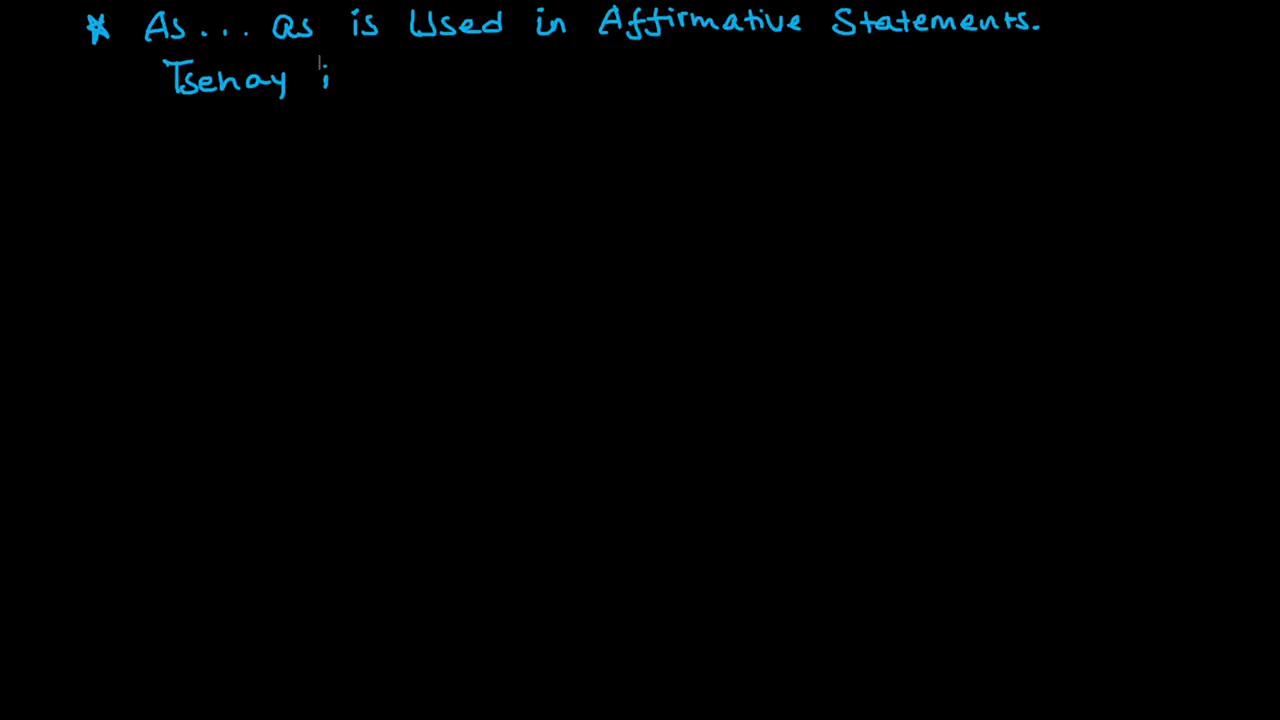 * As... as is Used in Affirmative Statements.
Tsehay i